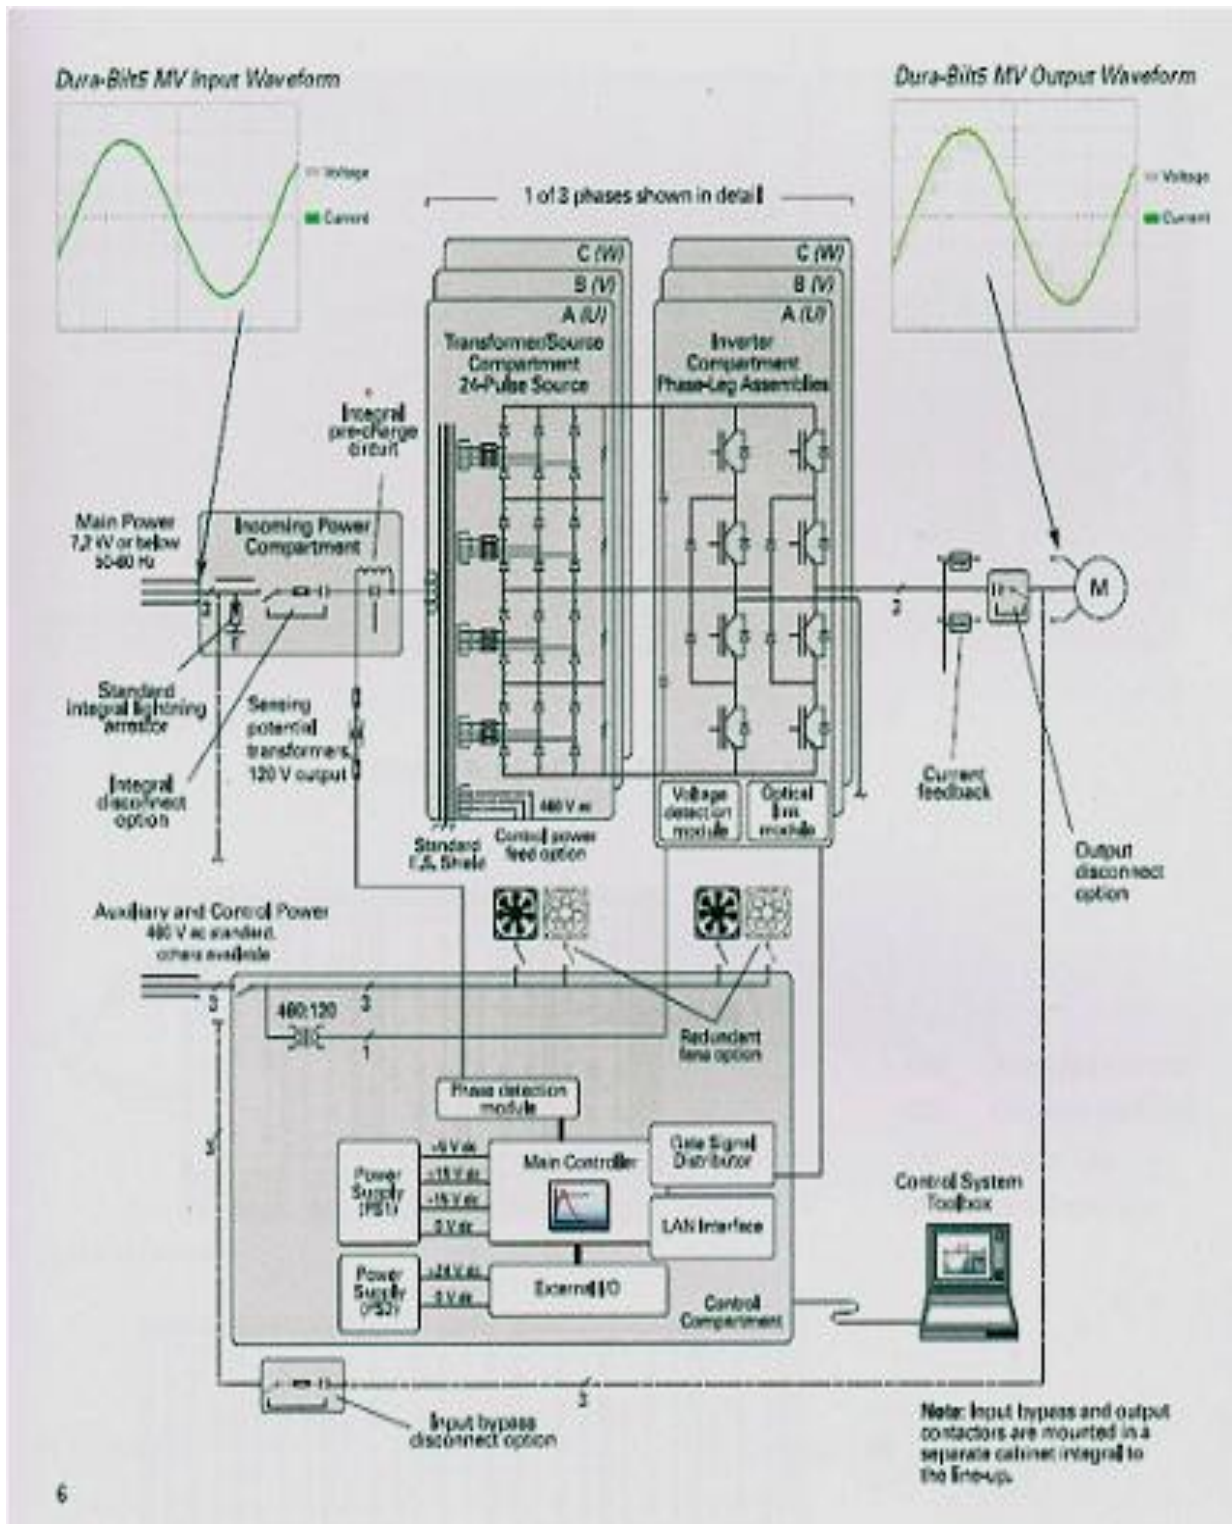 Dura-Bilt5 MV Input Waveform
Voltage
Current
Dura-Bilt5 MV Output Waveform
Voltage
Current
1 of 3 phases shown in detail
C (W)
B (V)
A (U)
Transformer/Source
Compartment
24-Pulse Source
C (W)
B (V)
A (U)
Inverter
Compartment
Phase-Leg Assemblies
Integral
pre-charge
circuit
Main Power
7.2 kV or below
50-60 Hz
3
Incoming Power
Compartment
Standard
integral lightning
arrestor
Integral
disconnect
option
Sensing
potential
transformers,
120 V output
Standard
E.S. Shield
460 V ac
Control power
feed option
Voltage
detection
module
Optical
link
module
3
M
Current
feedback
Output
disconnect
option
Auxiliary and Control Power
460 V ac standard,
others available
3
3
460:120
1
Redundant
fans option
Phase detection
module
Power
Supply
(PS1)
+5 V dc
+15 V dc
-15 V dc
0 V dc
Main Controller
Gate Signal
Distributor
LAN Interface
Power
Supply
(PS2)
+24 V dc
0 V dc
External I/O
Control
Compartment
Control System
Toolbox
3
3
Input bypass
disconnect option
Note: Input bypass and output
contactors are mounted in a
separate cabinet integral to
the line-up.
6